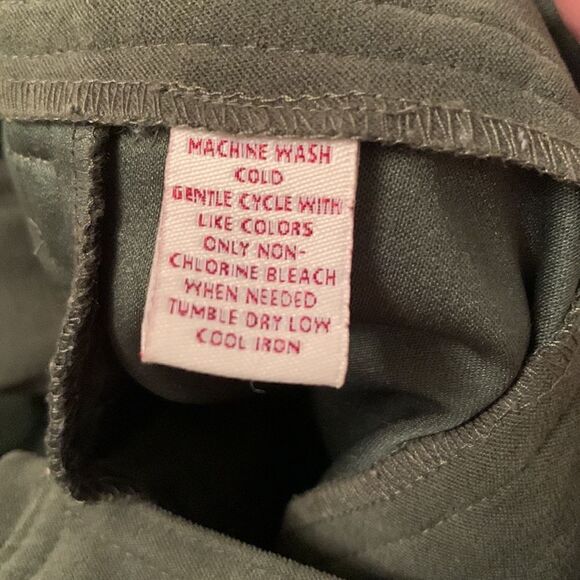 MACHINE WASH
COLD
GENTLE CYCLE WITH
LIKE COLORS
ONLY NON-
CHLORINE BLEACH
WHEN NEEDED
TUMBLE DRY LOW
COOL IRON